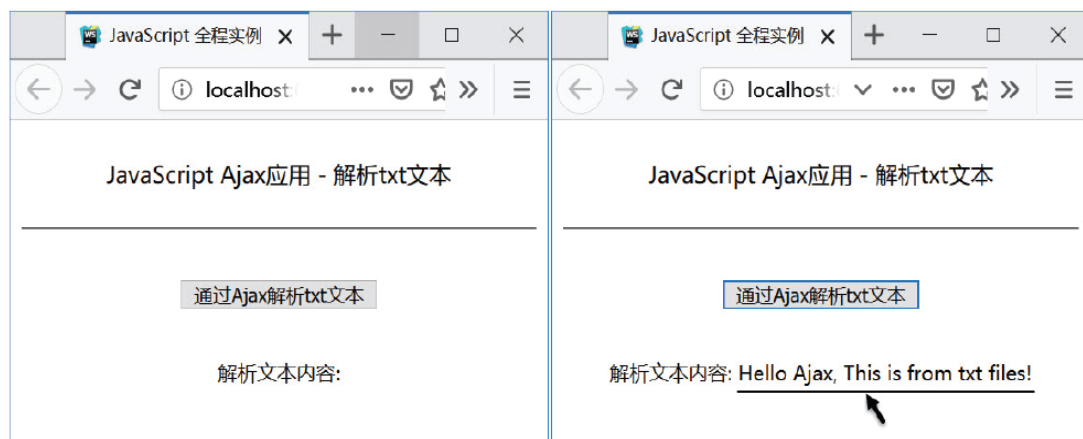 JavaScript 全程实例
localhost:
JavaScript Ajax应用 - 解析txt文本
通过Ajax解析txt文本
解析文本内容:
JavaScript 全程实例
localhost:
JavaScript Ajax应用 - 解析txt文本
通过Ajax解析txt文本
解析文本内容: Hello Ajax, This is from txt files!